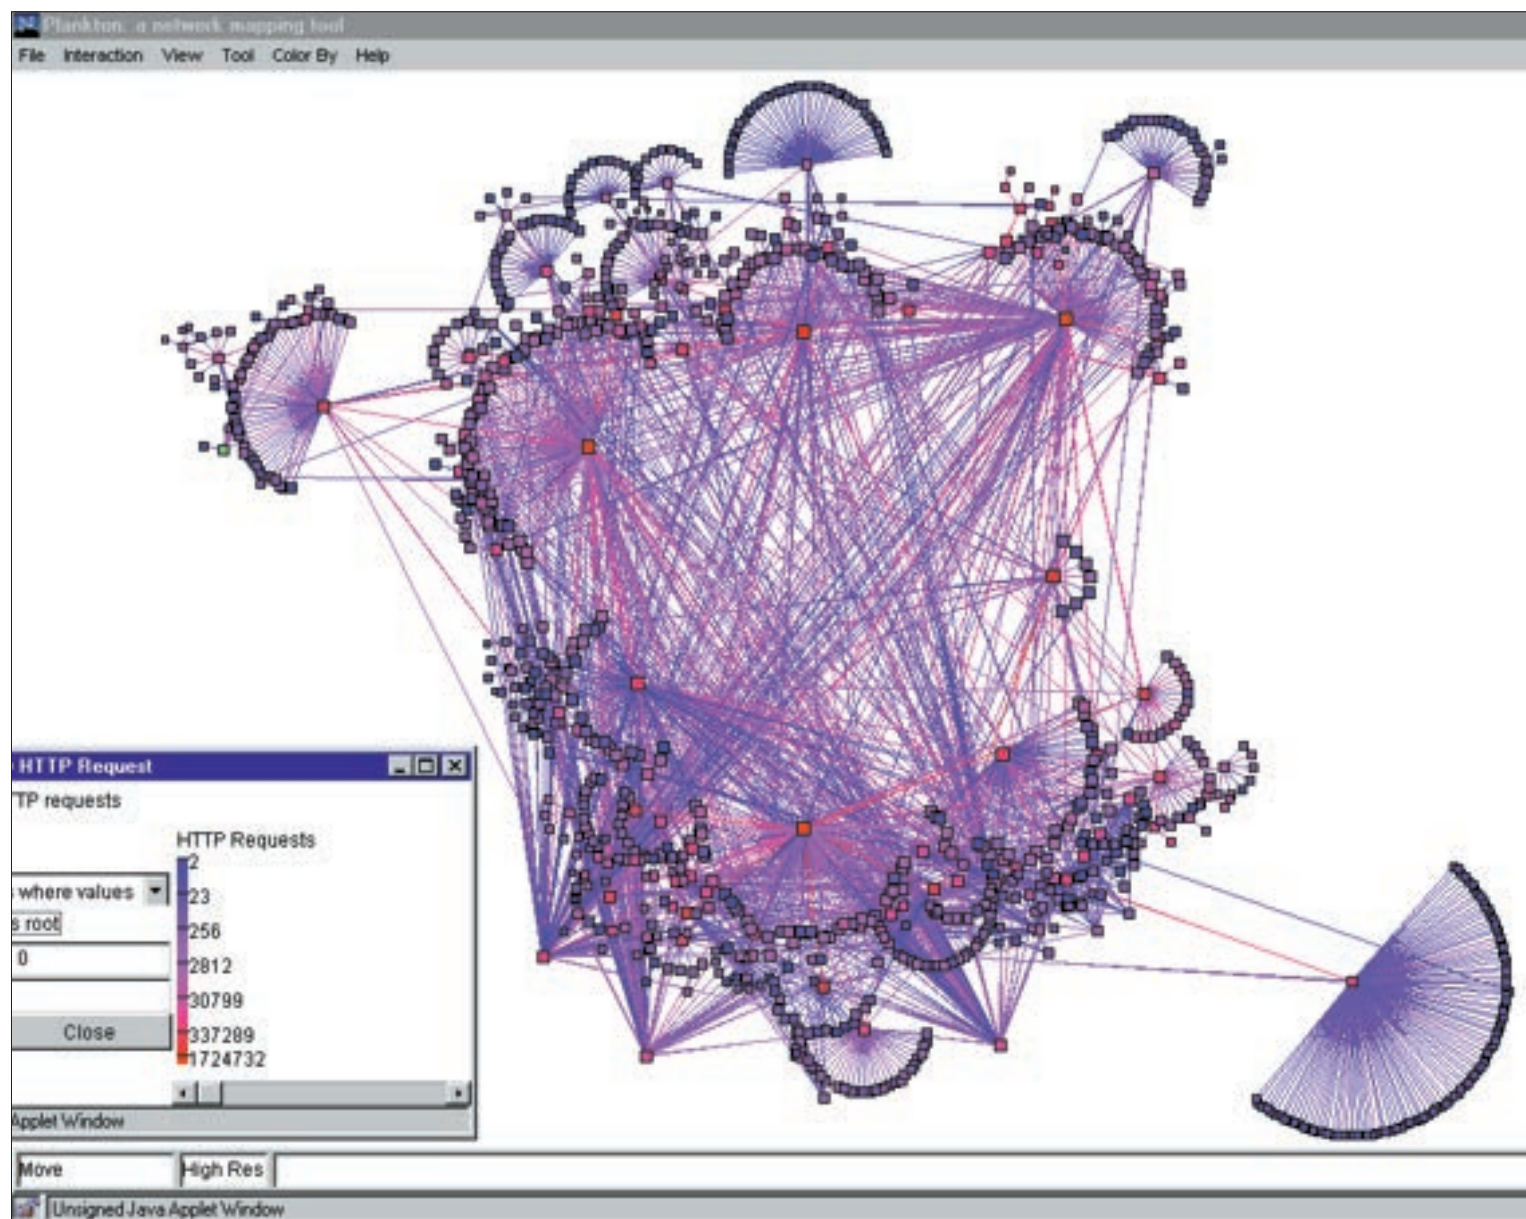 Plankton: a network mapping tool
File Interaction View Tool Color By Help
HTTP Request
TP requests
HTTP Requests
2
s where values
23
s root
256
0
2812
30799
Close
337289
1724732
Applet Window
Move High Res
Unsigned Java Applet Window